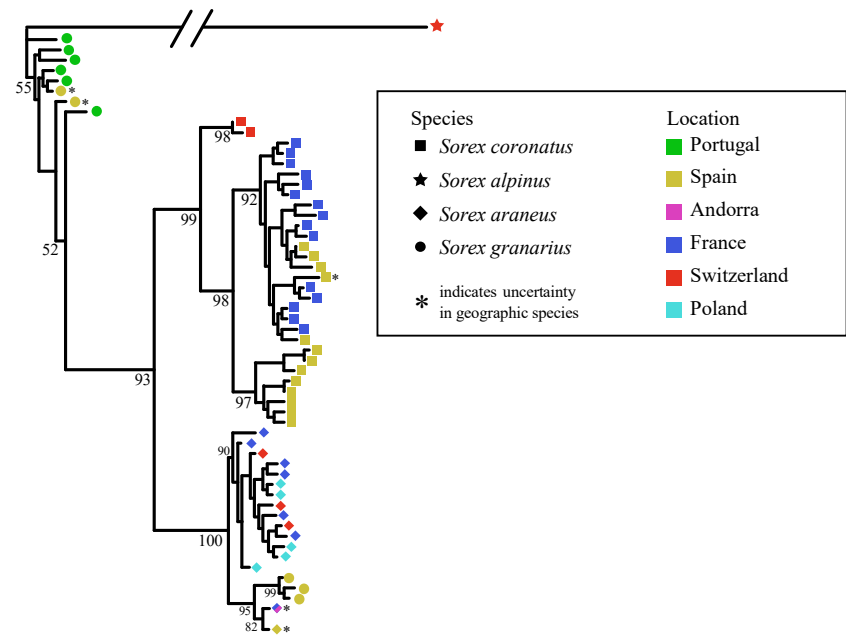 55
*
*
98
92
99
52
98
*
93
97
90
100
99
95
*
82
*
Species
Sorex coronatus
Sorex alpinus
Sorex araneus
Sorex granarius
* indicates uncertainty
in geographic species
Location
Portugal
Spain
Andorra
France
Switzerland
Poland